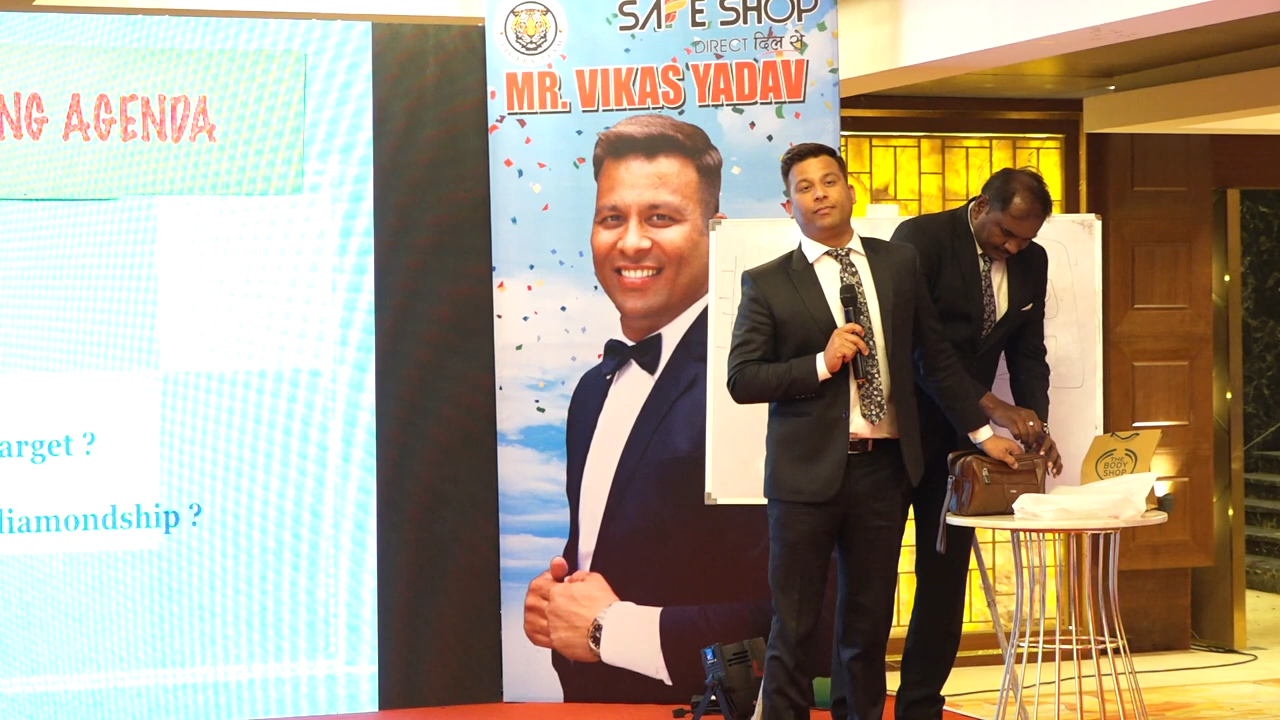 NG AGENDA
arget ?
diamondship ?
SAFE SHOP
DIRECT दिल से
MR. VIKAS YADAV
THE
BODY
SHOP